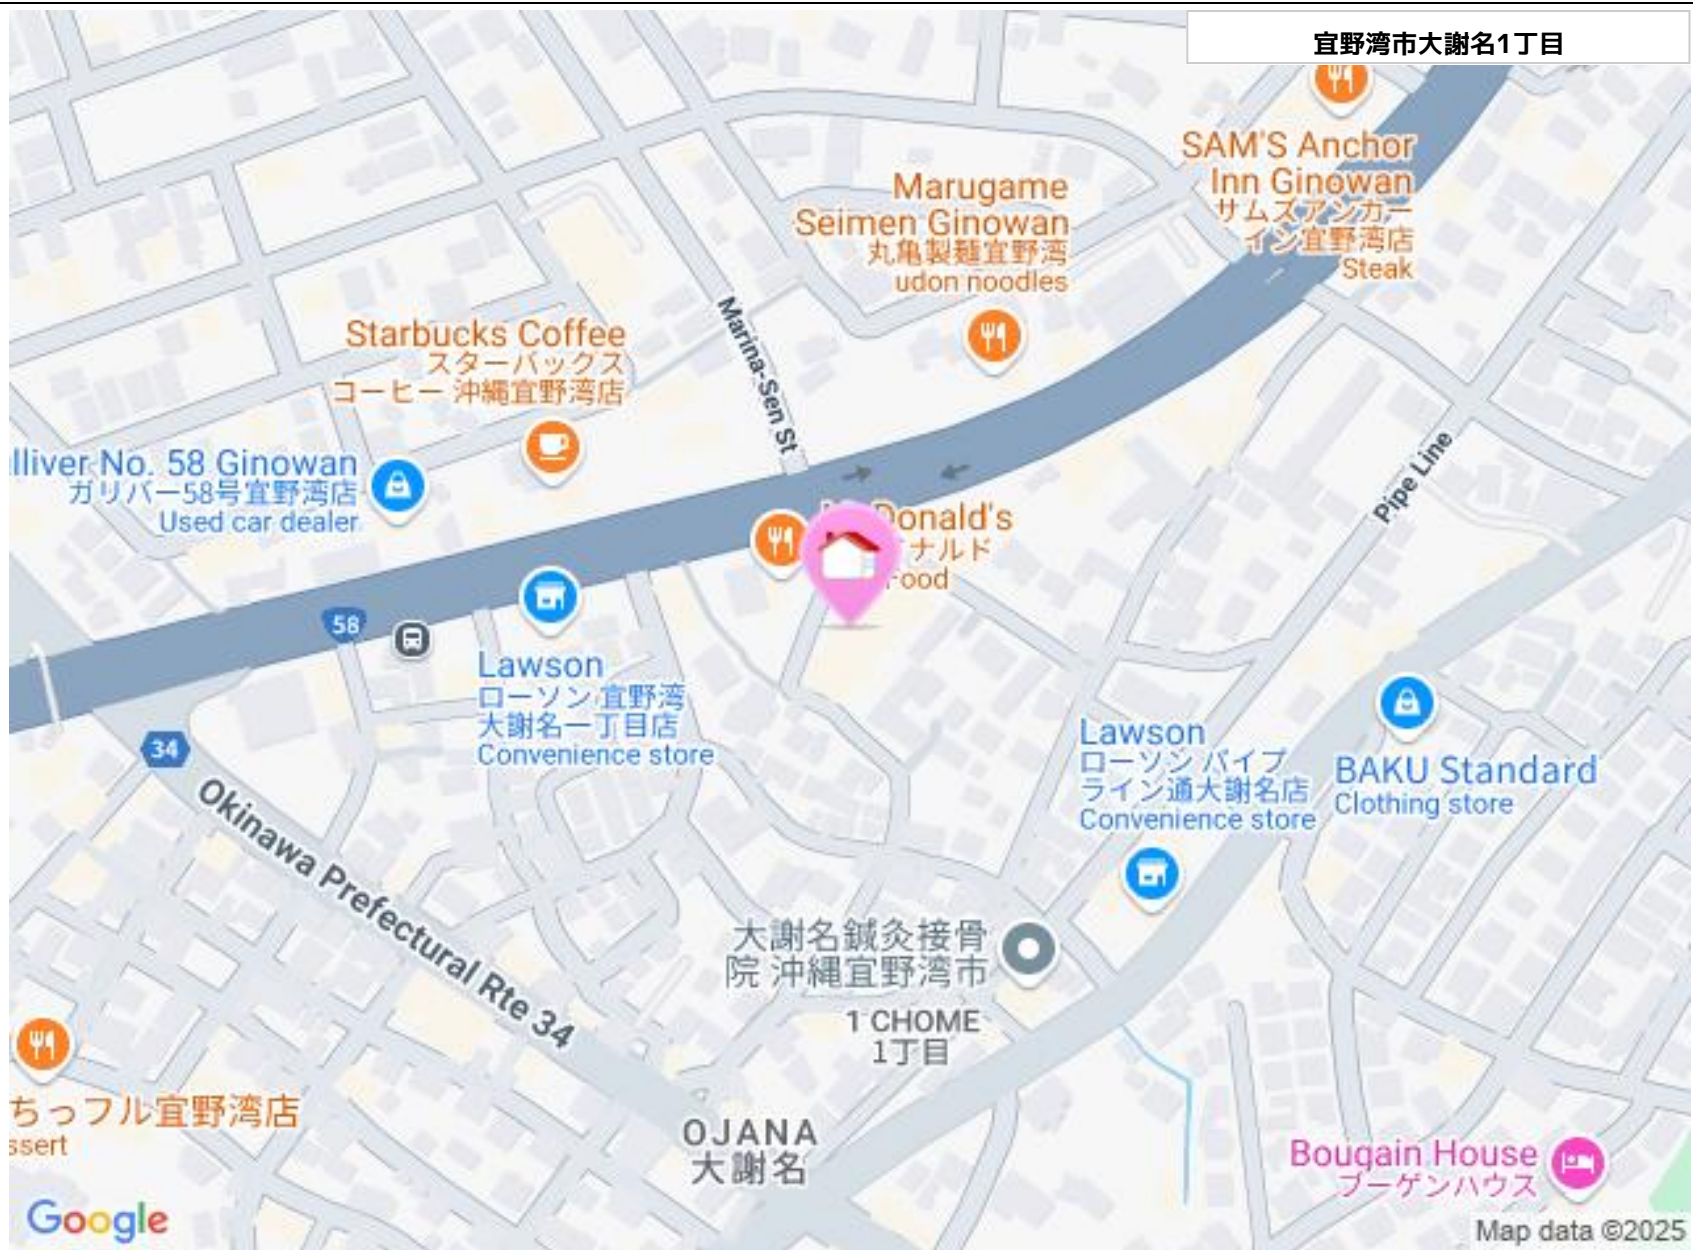 宜野湾市大謝名1丁目
SAM'S Anchor
Inn Ginowan
サムズアンカー
イン宜野湾店
Steak
Marugame
Seimen Ginowan
丸亀製麺宜野湾
udon noodles
Marina-Sen St
Starbucks Coffee
スターバックス
コーヒー 沖縄宜野湾店
lliver No. 58 Ginowan
ガリバー58号宜野湾店
Used car dealer
Pipe Line
Donald's
ナルド
Food
58
Lawson
ローソン 宜野湾
大謝名一丁目店
Convenience store
34
Okinawa Prefectural Rte 34
Lawson
ローソン パイプ
ライン通大謝名店
Convenience store
BAKU Standard
Clothing store
大謝名鍼灸接骨
院 沖縄宜野湾市
1 CHOME
1丁目
ちっフル宜野湾店
ssert
OJANA
大謝名
Bougain House
ブーゲンハウス
Google
Map data ©2025